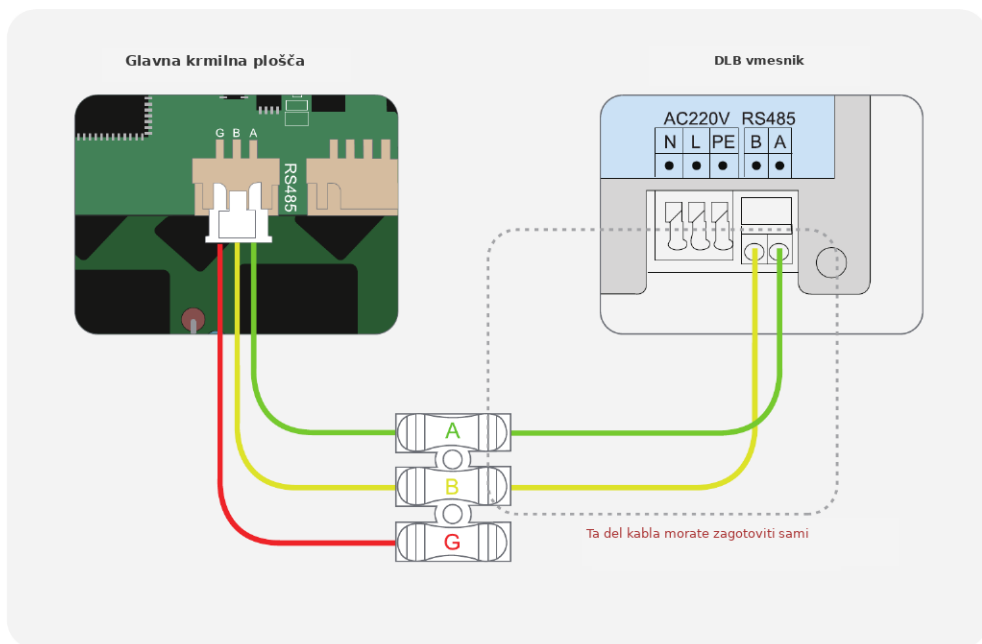 Glavna krmilna plošča
DLB vmesnik
G B A
RS485
AC220V RS485
N L PE B A
A
B
G
Ta del kabla morate zagotoviti sami